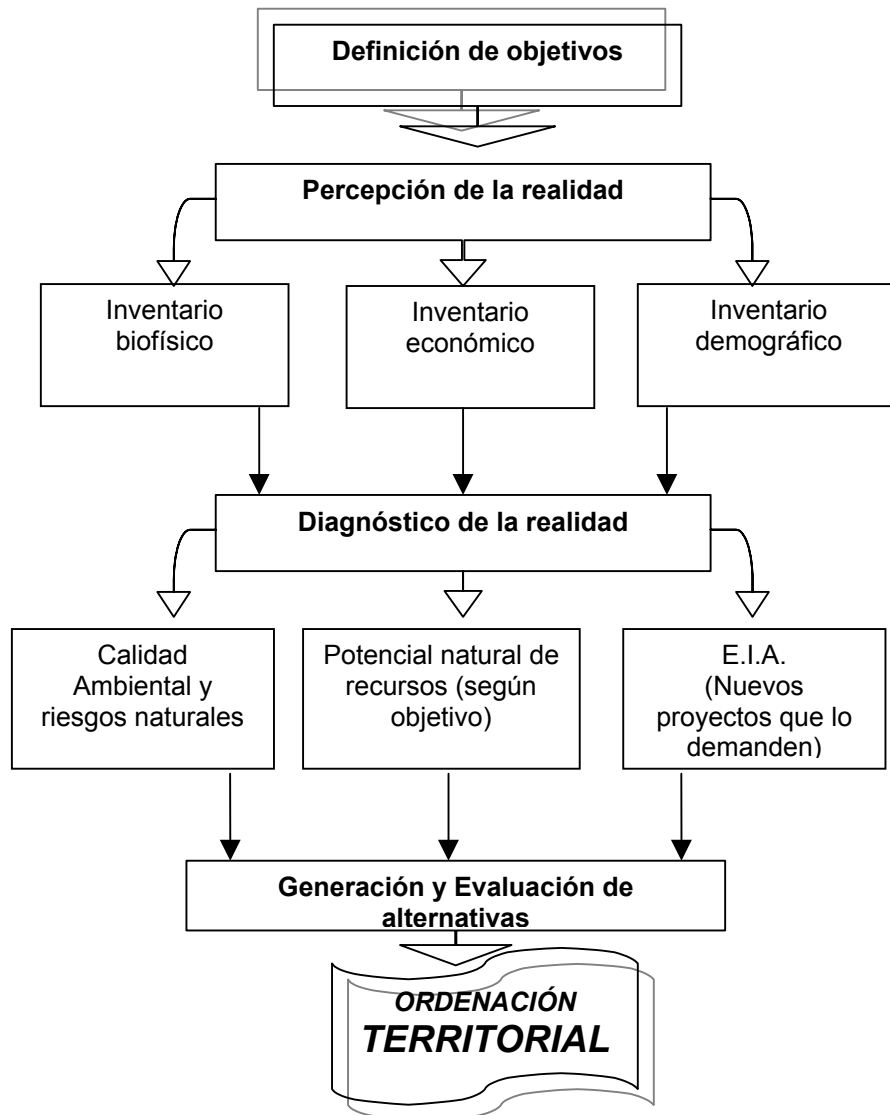 Definición de objetivos
Percepción de la realidad
Inventario
biofísico
Inventario
económico
Inventario
demográfico
Diagnóstico de la realidad
Calidad
Ambiental y
riesgos naturales
Potencial natural de
recursos (según
objetivo)
E.I.A.
(Nuevos
proyectos que lo
demanden)
Generación y Evaluación de
alternativas
ORDENACIÓN
TERRITORIAL